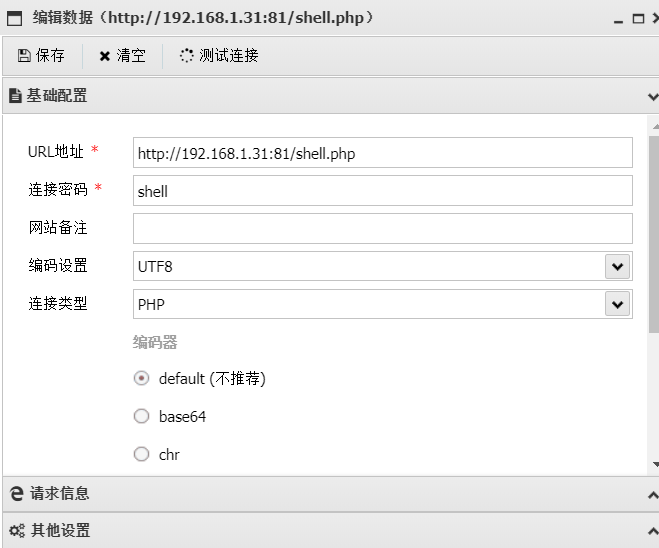 编辑数据（http://192.168.1.31:81/shell.php）
保存 清空 测试连接
基础配置
URL地址 * http://192.168.1.31:81/shell.php
连接密码 * shell
网站备注
编码设置 UTF8
连接类型 PHP
编码器
default (不推荐)
base64
chr
请求信息
其他设置